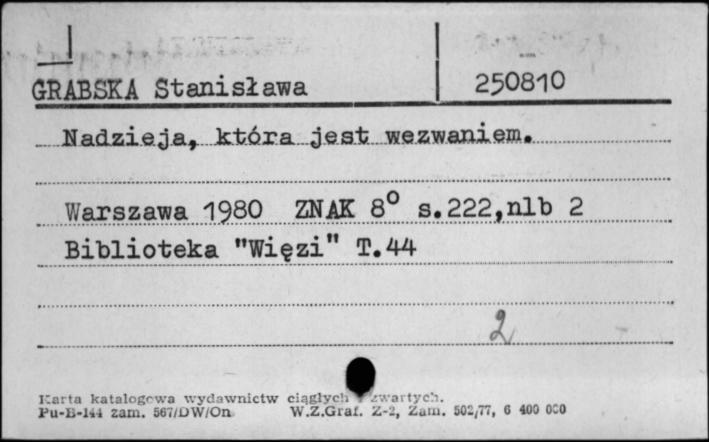 GRABSKA Stanisława 250810
Nadzieja, która jest wezwaniem.
Warszawa 1980 ZNAK 8° s.222,nlb 2
Biblioteka "Więzi" T.44
2
Karta katalogowa wydawnictw ciągłych i zwartych.
Pu-B-144 zam. 567/DW/On W.Z.Graf. Z-2, Zam. 502/77, 6 400 000